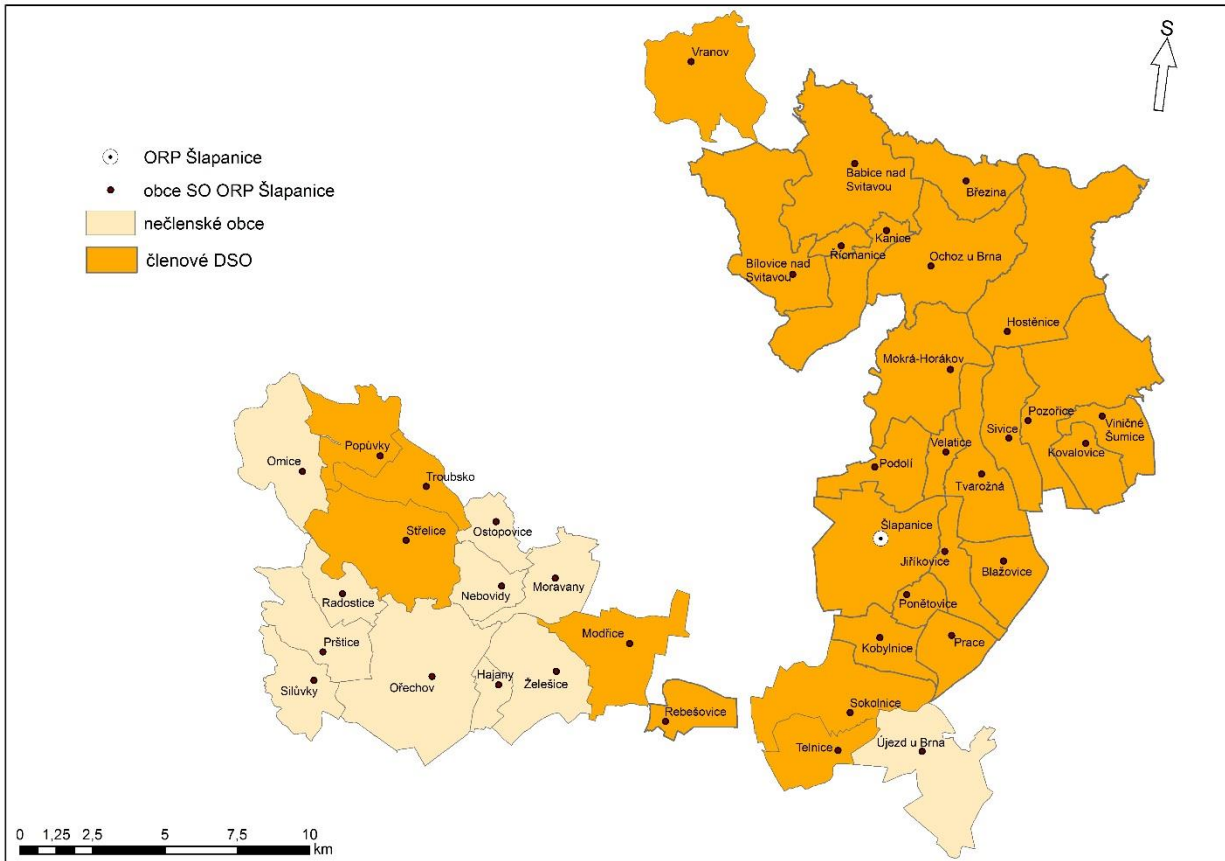 Vranov
S
ORP Šlapanice
obce SO ORP Šlapanice
nečlenské obce
členové DSO
Babice nad
Svitavou
Březina
Kanice
Řícmanice
Ochoz u Brna
Bílovice nad
Svitavou
Hostěnice
Mokrá-Horákov
Pozořice
Viničné
Šumice
Sivice
Kovalovice
Velatice
Podolí
Tvarožná
Popůvky
Omice
Troubsko
Střelice
Ostopovice
Šlapanice
Jiříkovice
Blažovice
Moravany
Nebovidy
Radostice
Ponětovice
Modřice
Kobylnice
Prace
Prštice
Silůvky
Ořechov
Hajany
Želešice
Rebešovice
Sokolnice
Telnice
Újezd u Brna
0 1,25 2,5 5 7,5 10
km